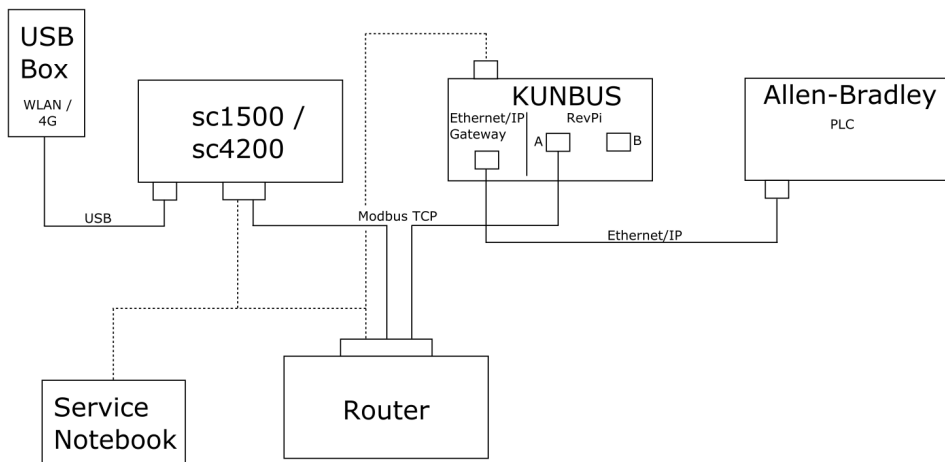 USB
Box
WLAN /
4G
sc1500 /
sc4200
KUNBUS
Ethernet/IP
Gateway
RevPi
A
B
Allen-Bradley
PLC
USB
Modbus TCP
Ethernet/IP
Service
Notebook
Router